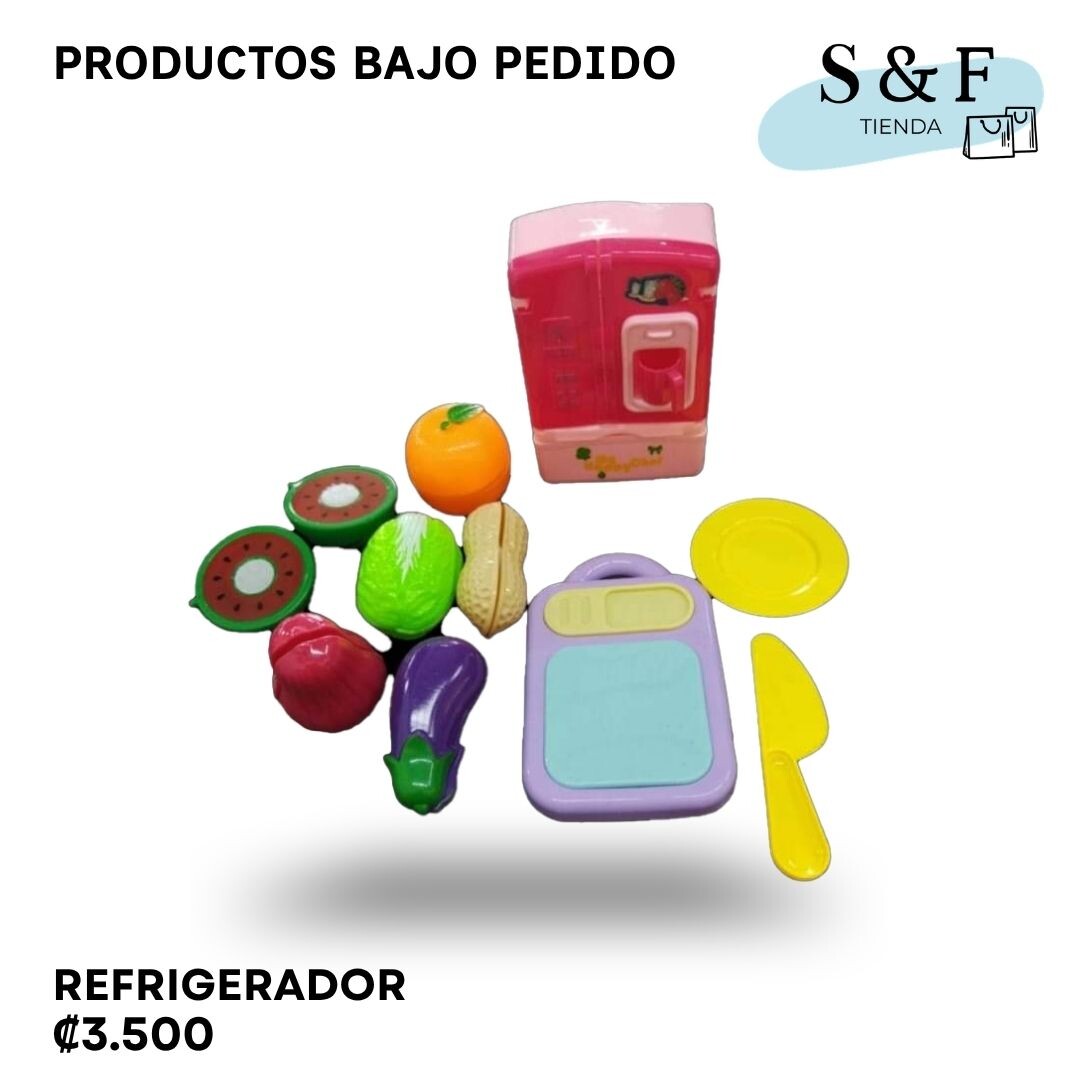 PRODUCTOS BAJO PEDIDO
S & F
TIENDA
REFRIGERADOR
₡3.500